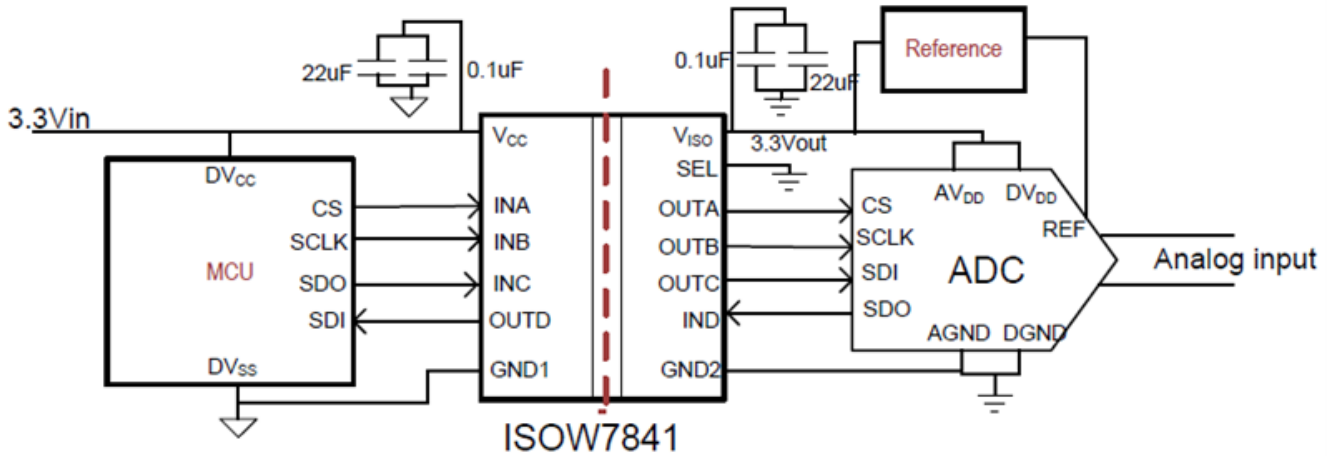 22uF
0.1uF
0.1uF
22uF
Reference
3.3Vin
3.3Vout
DVCC
CS
SCLK
MCU
SDO
SDI
DVSS
VCC
INA
INB
INC
OUTD
GND1
VISO
SEL
OUTA
OUTB
OUTC
IND
GND2
AVDD
DVDD
REF
CS
SCLK
SDI
SDO
ADC
AGND
DGND
Analog input
ISOW7841